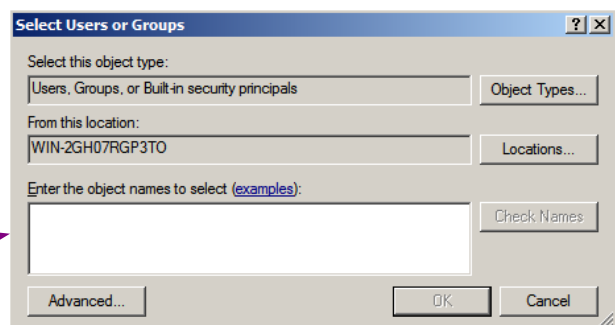 Select Users or Groups
Select this object type:
Users, Groups, or Built-in security principals
Object Types...
From this location:
WIN-2GH07RGP3TO
Locations...
Enter the object names to select (examples):
Check Names
Advanced...
OK
Cancel